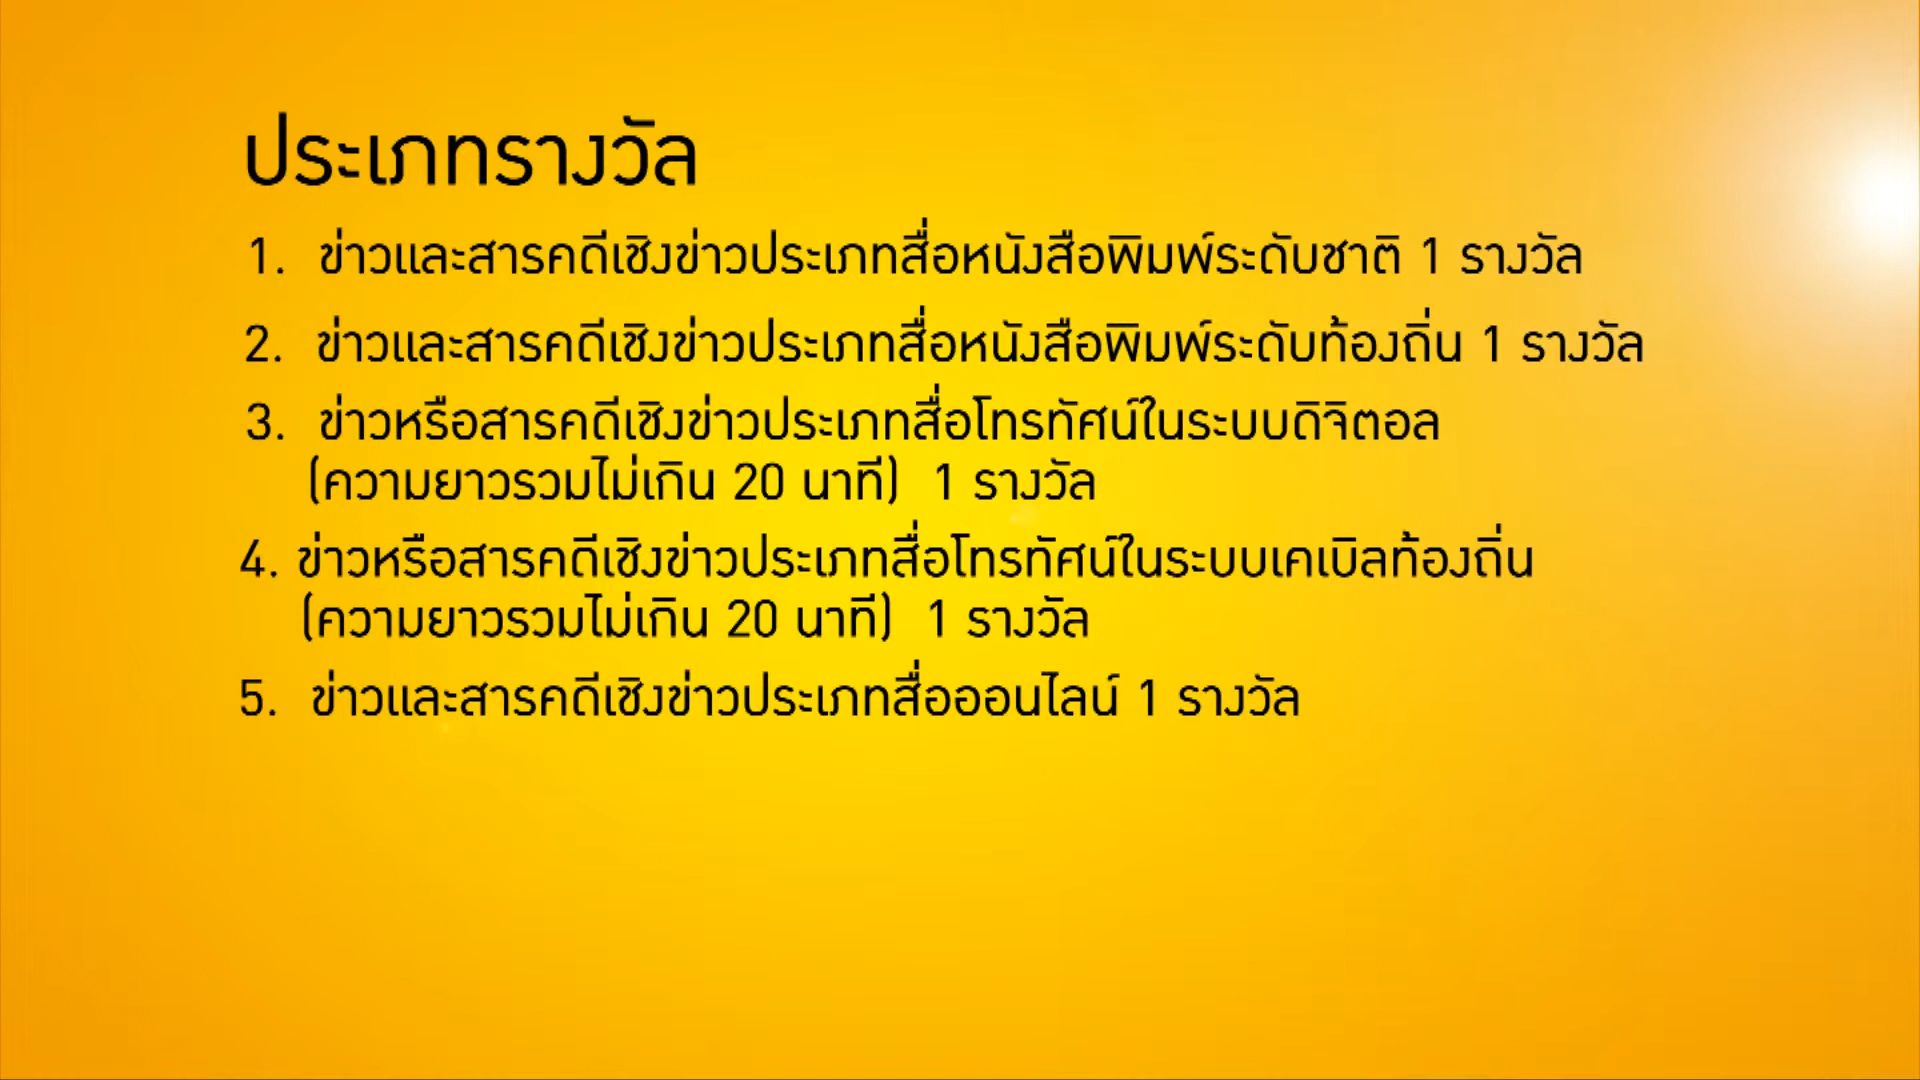 ประเภทรางวัล
1. ข่าวและสารคดีเชิงข่าวประเภทสื่อหนังสือพิมพ์ระดับชาติ 1 รางวัล
2. ข่าวและสารคดีเชิงข่าวประเภทสื่อหนังสือพิมพ์ระดับท้องถิ่น 1 รางวัล
3. ข่าวหรือสารคดีเชิงข่าวประเภทสื่อโทรทัศน์ในระบบดิจิตอล
(ความยาวรวมไม่เกิน 20 นาที) 1 รางวัล
4. ข่าวหรือสารคดีเชิงข่าวประเภทสื่อโทรทัศน์ในระบบเคเบิลท้องถิ่น
(ความยาวรวมไม่เกิน 20 นาที) 1 รางวัล
5. ข่าวและสารคดีเชิงข่าวประเภทสื่อออนไลน์ 1 รางวัล